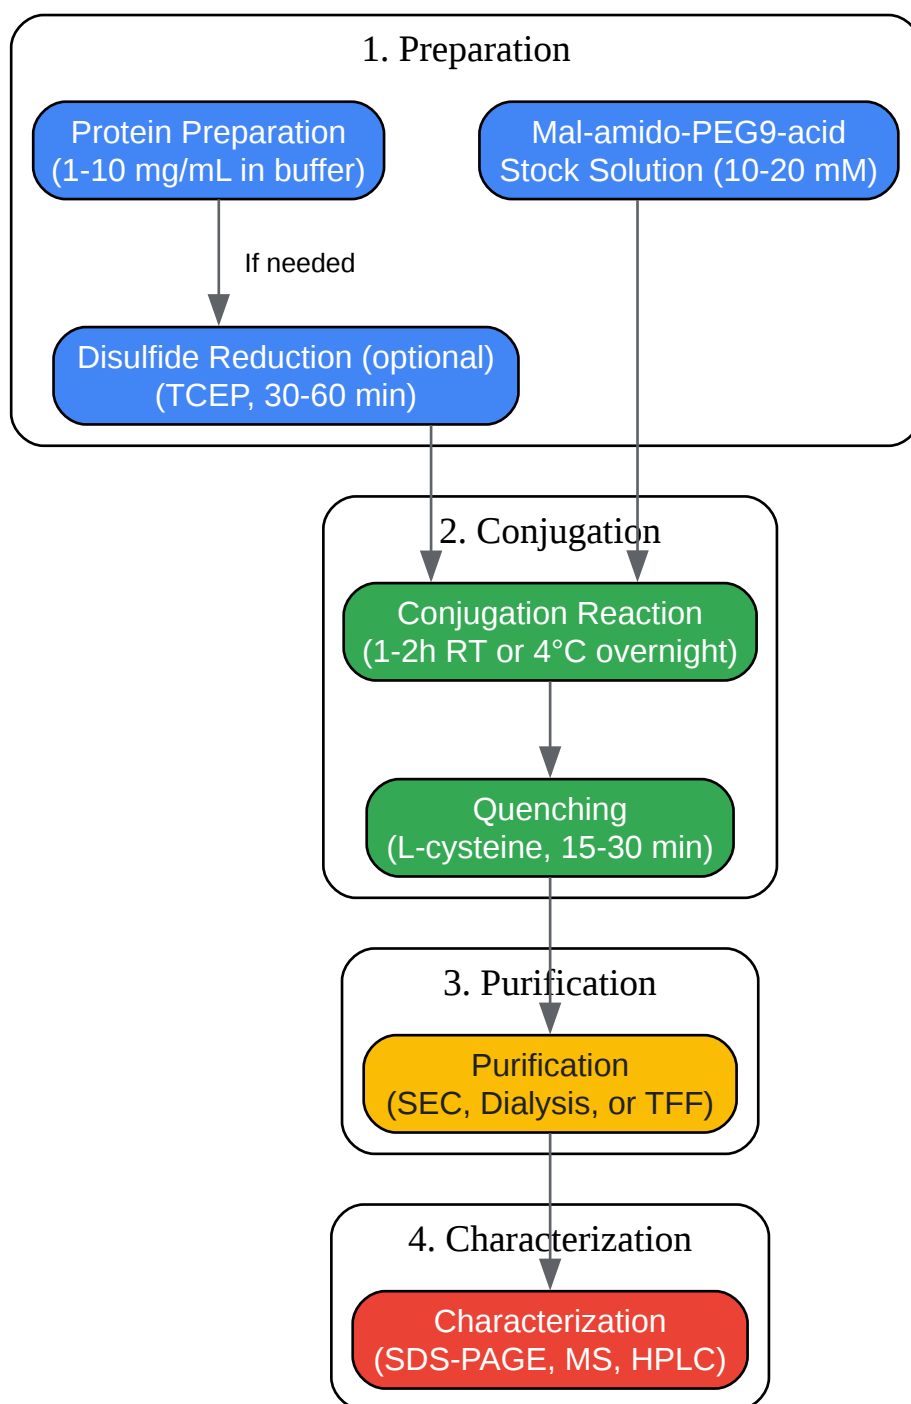 1. Preparation
Protein Preparation
(1-10 mg/mL in buffer)
Mal-amido-PEG9-acid
Stock Solution (10-20 mM)
If needed
Disulfide Reduction (optional)
(TCEP, 30-60 min)
2. Conjugation
Conjugation Reaction
(1-2h RT or 4°C overnight)
Quenching
(L-cysteine, 15-30 min)
3. Purification
Purification
(SEC, Dialysis, or TFF)
4. Characterization
Characterization
(SDS-PAGE, MS, HPLC)